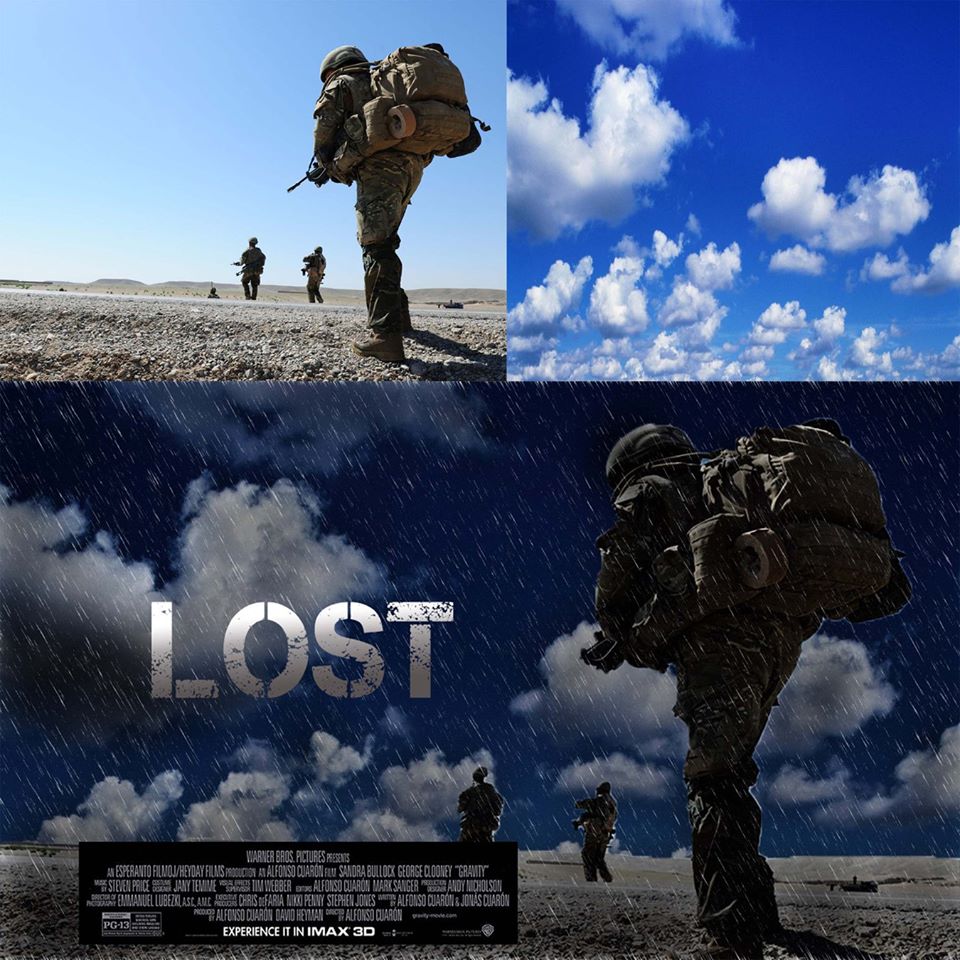 LOST
WARNER BROS. PICTURES PRESENTS
AN ESPERANTO FILMOJ/HEYDAY FILMS PRODUCTION AN ALFONSO CUARÓN FILM SANDRA BULLOCK GEORGE CLOONEY "GRAVITY"
MUSIC BY STEVEN PRICE COSTUME DESIGNER JANY TEMIME VISUAL EFFECTS SUPERVISOR TIM WEBBER EDITORS ALFONSO CUARÓN MARK SANGER PRODUCTION DESIGNER ANDY NICHOLSON
DIRECTOR OF PHOTOGRAPHY EMMANUEL LUBEZKI, A.S.C., A.M.C. EXECUTIVE PRODUCERS CHRIS DEFARIA NIKKI PENNY STEPHEN JONES WRITTEN BY ALFONSO CUARÓN & JONÁS CUARÓN
PRODUCED BY ALFONSO CUARÓN DAVID HEYMAN DIRECTED BY ALFONSO CUARÓN gravity-movie.com
PG-13
EXPERIENCE IT IN IMAX 3D